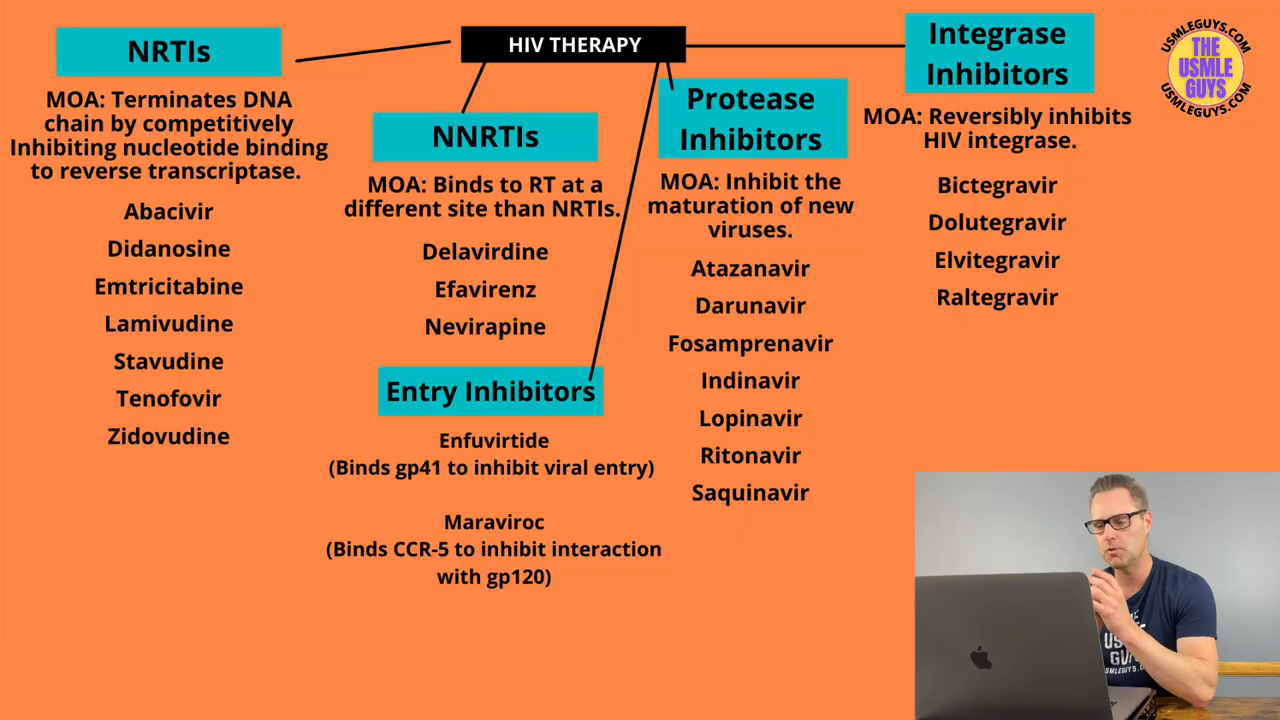 HIV THERAPY
NRTIs
MOA: Terminates DNA
chain by competitively
Inhibiting nucleotide binding
to reverse transcriptase.
Abacivir
Didanosine
Emtricitabine
Lamivudine
Stavudine
Tenofovir
Zidovudine
NNRTIs
MOA: Binds to RT at a
different site than NRTIs.
Delavirdine
Efavirenz
Nevirapine
Entry Inhibitors
Enfuvirtide
(Binds gp41 to inhibit viral entry)
Maraviroc
(Binds CCR-5 to inhibit interaction
with gp120)
Protease
Inhibitors
MOA: Inhibit the
maturation of new
viruses.
Atazanavir
Darunavir
Fosamprenavir
Indinavir
Lopinavir
Ritonavir
Saquinavir
Integrase
Inhibitors
MOA: Reversibly inhibits
HIV integrase.
Bictegravir
Dolutegravir
Elvitegravir
Raltegravir
USMLEGUYS.COM
THE
USMLE
GUYS
USMLEGUYS.COM